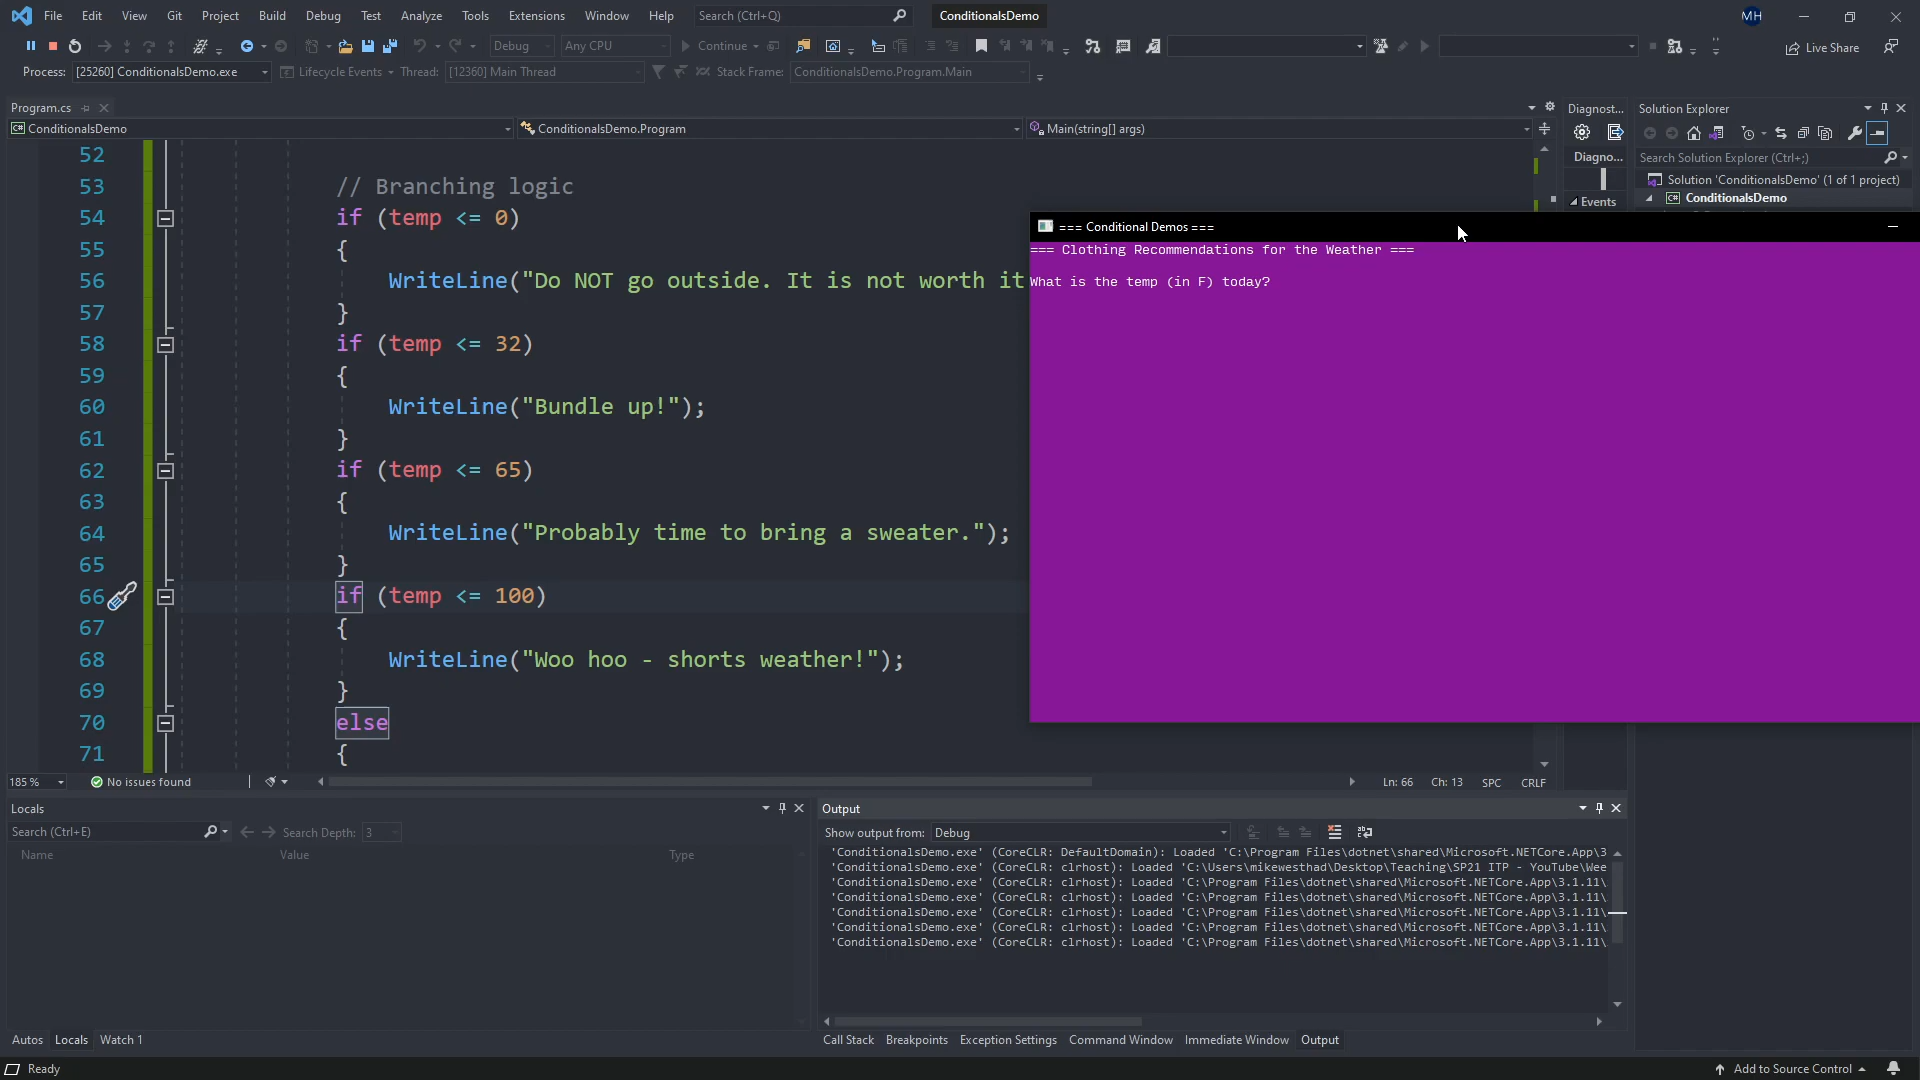 File Edit View Git Project Build Debug Test Analyze Tools Extensions Window Help Search (Ctrl+Q) ConditionalsDemo MH
Debug Any CPU Continue Live Share
Process: [25260] ConditionalsDemo.exe Lifecycle Events Thread: [12360] Main Thread Stack Frame: ConditionalsDemo.Program.Main
Program.cs
C# ConditionalsDemo ConditionalsDemo.Program Main(string[] args)
52
53 // Branching logic
54 if (temp <= 0)
55 {
56 WriteLine("Do NOT go outside. It is not worth it
57 }
58 if (temp <= 32)
59 {
60 WriteLine("Bundle up!");
61 }
62 if (temp <= 65)
63 {
64 WriteLine("Probably time to bring a sweater.");
65 }
66 if (temp <= 100)
67 {
68 WriteLine("Woo hoo - shorts weather!");
69 }
70 else
71 {
185 % No issues found Ln: 66 Ch: 13 SPC CRLF
=== Conditional Demos ===
=== Clothing Recommendations for the Weather ===
What is the temp (in F) today?
Diagnost...
Diagno...
Events
Solution Explorer
Search Solution Explorer (Ctrl+;)
Solution 'ConditionalsDemo' (1 of 1 project)
C# ConditionalsDemo
Locals
Search (Ctrl+E) Search Depth: 3
Name Value Type
Autos Locals Watch 1
Output
Show output from: Debug
'ConditionalsDemo.exe' (CoreCLR: DefaultDomain): Loaded 'C:\Program Files\dotnet\shared\Microsoft.NETCore.App\3
'ConditionalsDemo.exe' (CoreCLR: clrhost): Loaded 'C:\Users\mikewesthad\Desktop\Teaching\SP21 ITP - YouTube\Wee
'ConditionalsDemo.exe' (CoreCLR: clrhost): Loaded 'C:\Program Files\dotnet\shared\Microsoft.NETCore.App\3.1.11\
'ConditionalsDemo.exe' (CoreCLR: clrhost): Loaded 'C:\Program Files\dotnet\shared\Microsoft.NETCore.App\3.1.11\
'ConditionalsDemo.exe' (CoreCLR: clrhost): Loaded 'C:\Program Files\dotnet\shared\Microsoft.NETCore.App\3.1.11\
'ConditionalsDemo.exe' (CoreCLR: clrhost): Loaded 'C:\Program Files\dotnet\shared\Microsoft.NETCore.App\3.1.11\
'ConditionalsDemo.exe' (CoreCLR: clrhost): Loaded 'C:\Program Files\dotnet\shared\Microsoft.NETCore.App\3.1.11\
Call Stack Breakpoints Exception Settings Command Window Immediate Window Output
Ready Add to Source Control